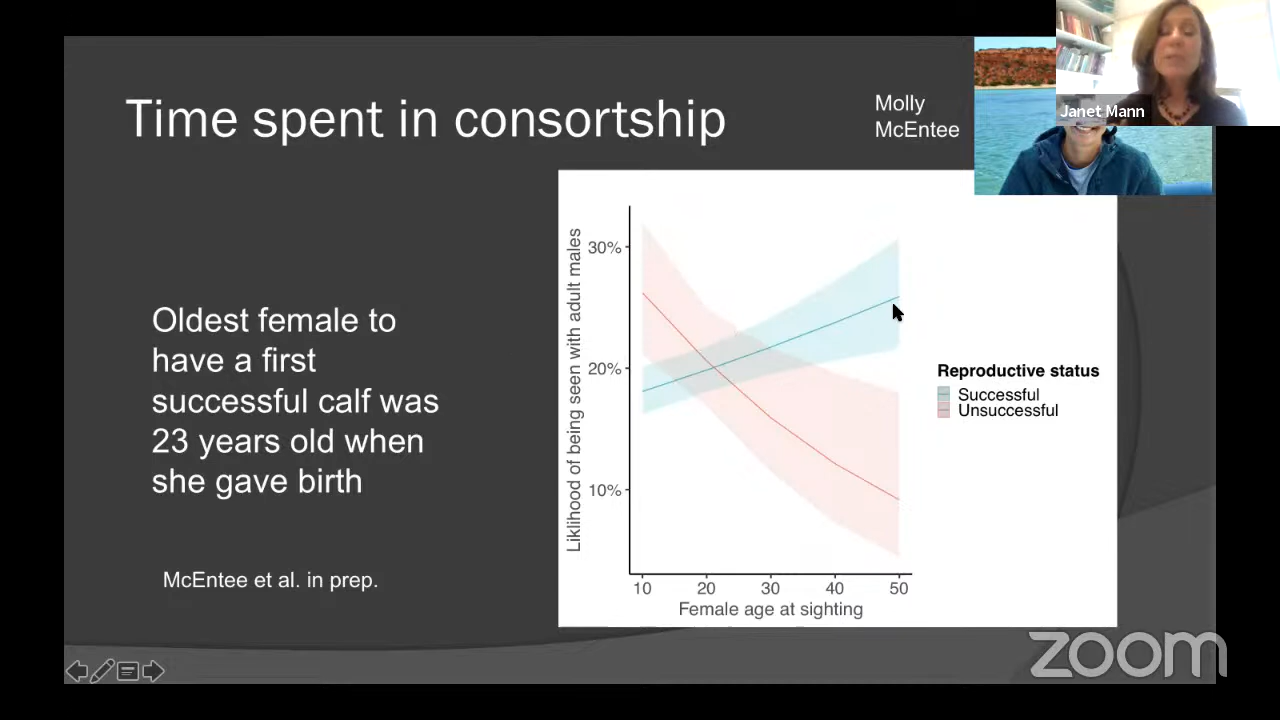 Time spent in consortship
Molly
McEntee
Janet Mann
Oldest female to
have a first
successful calf was
23 years old when
she gave birth
McEntee et al. in prep.
Liklihood of being seen with adult males
30%
20%
10%
10 20 30 40 50
Female age at sighting
Reproductive status
Successful
Unsuccessful
zoom